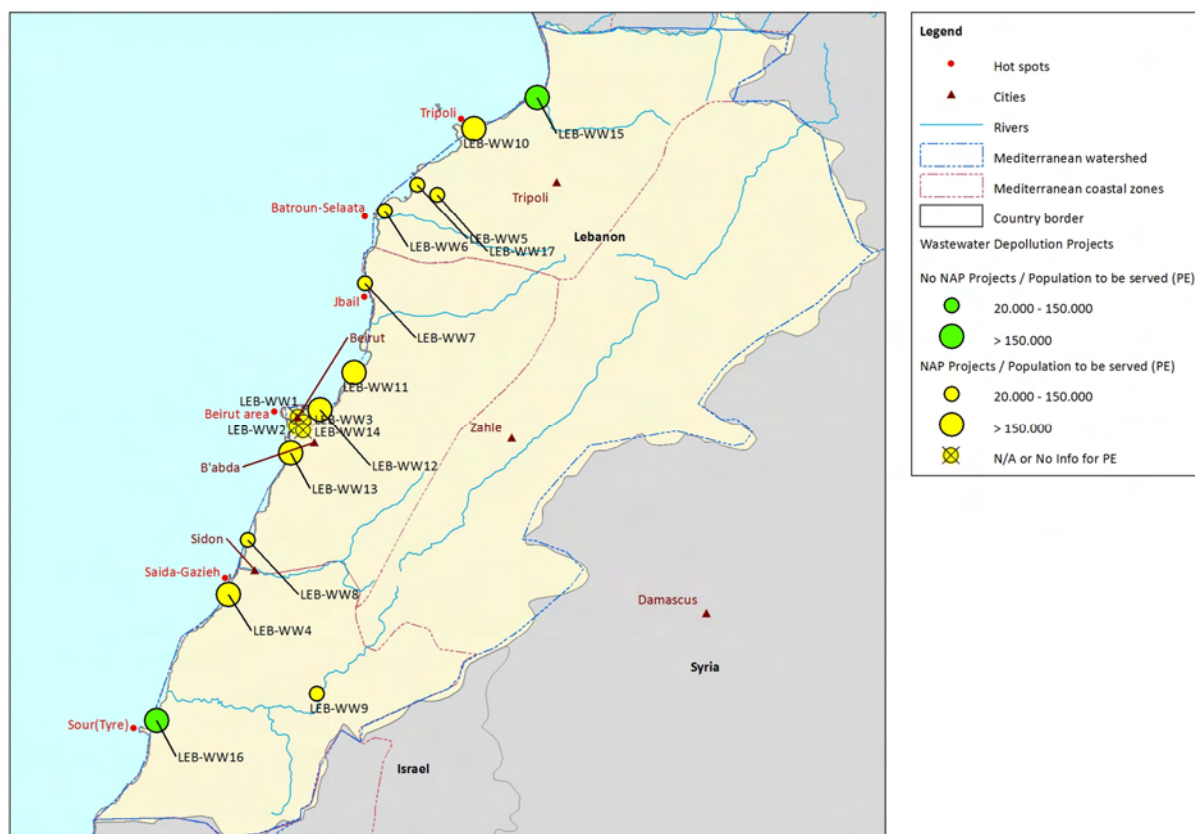 Tripoli
LEB-WW10
LEB-WW15
Tripoli
Batroun-Selaata
LEB-WW5
LEB-WW6
LEB-WW17
Lebanon
Jbail
Beirut
LEB-WW7
LEB-WW11
LEB-WW1
Beirut area
LEB-WW3
LEB-WW2
LEB-WW14
Zahle
B'abda
LEB-WW12
LEB-WW13
Sidon
Saida-Gazieh
LEB-WW8
LEB-WW4
Damascus
Syria
LEB-WW9
Sour(Tyre)
LEB-WW16
Israel
Legend
Hot spots
Cities
Rivers
Mediterranean watershed
Mediterranean coastal zones
Country border
Wastewater Depollution Projects
No NAP Projects / Population to be served (PE)
20.000 - 150.000
> 150.000
NAP Projects / Population to be served (PE)
20.000 - 150.000
> 150.000
N/A or No Info for PE